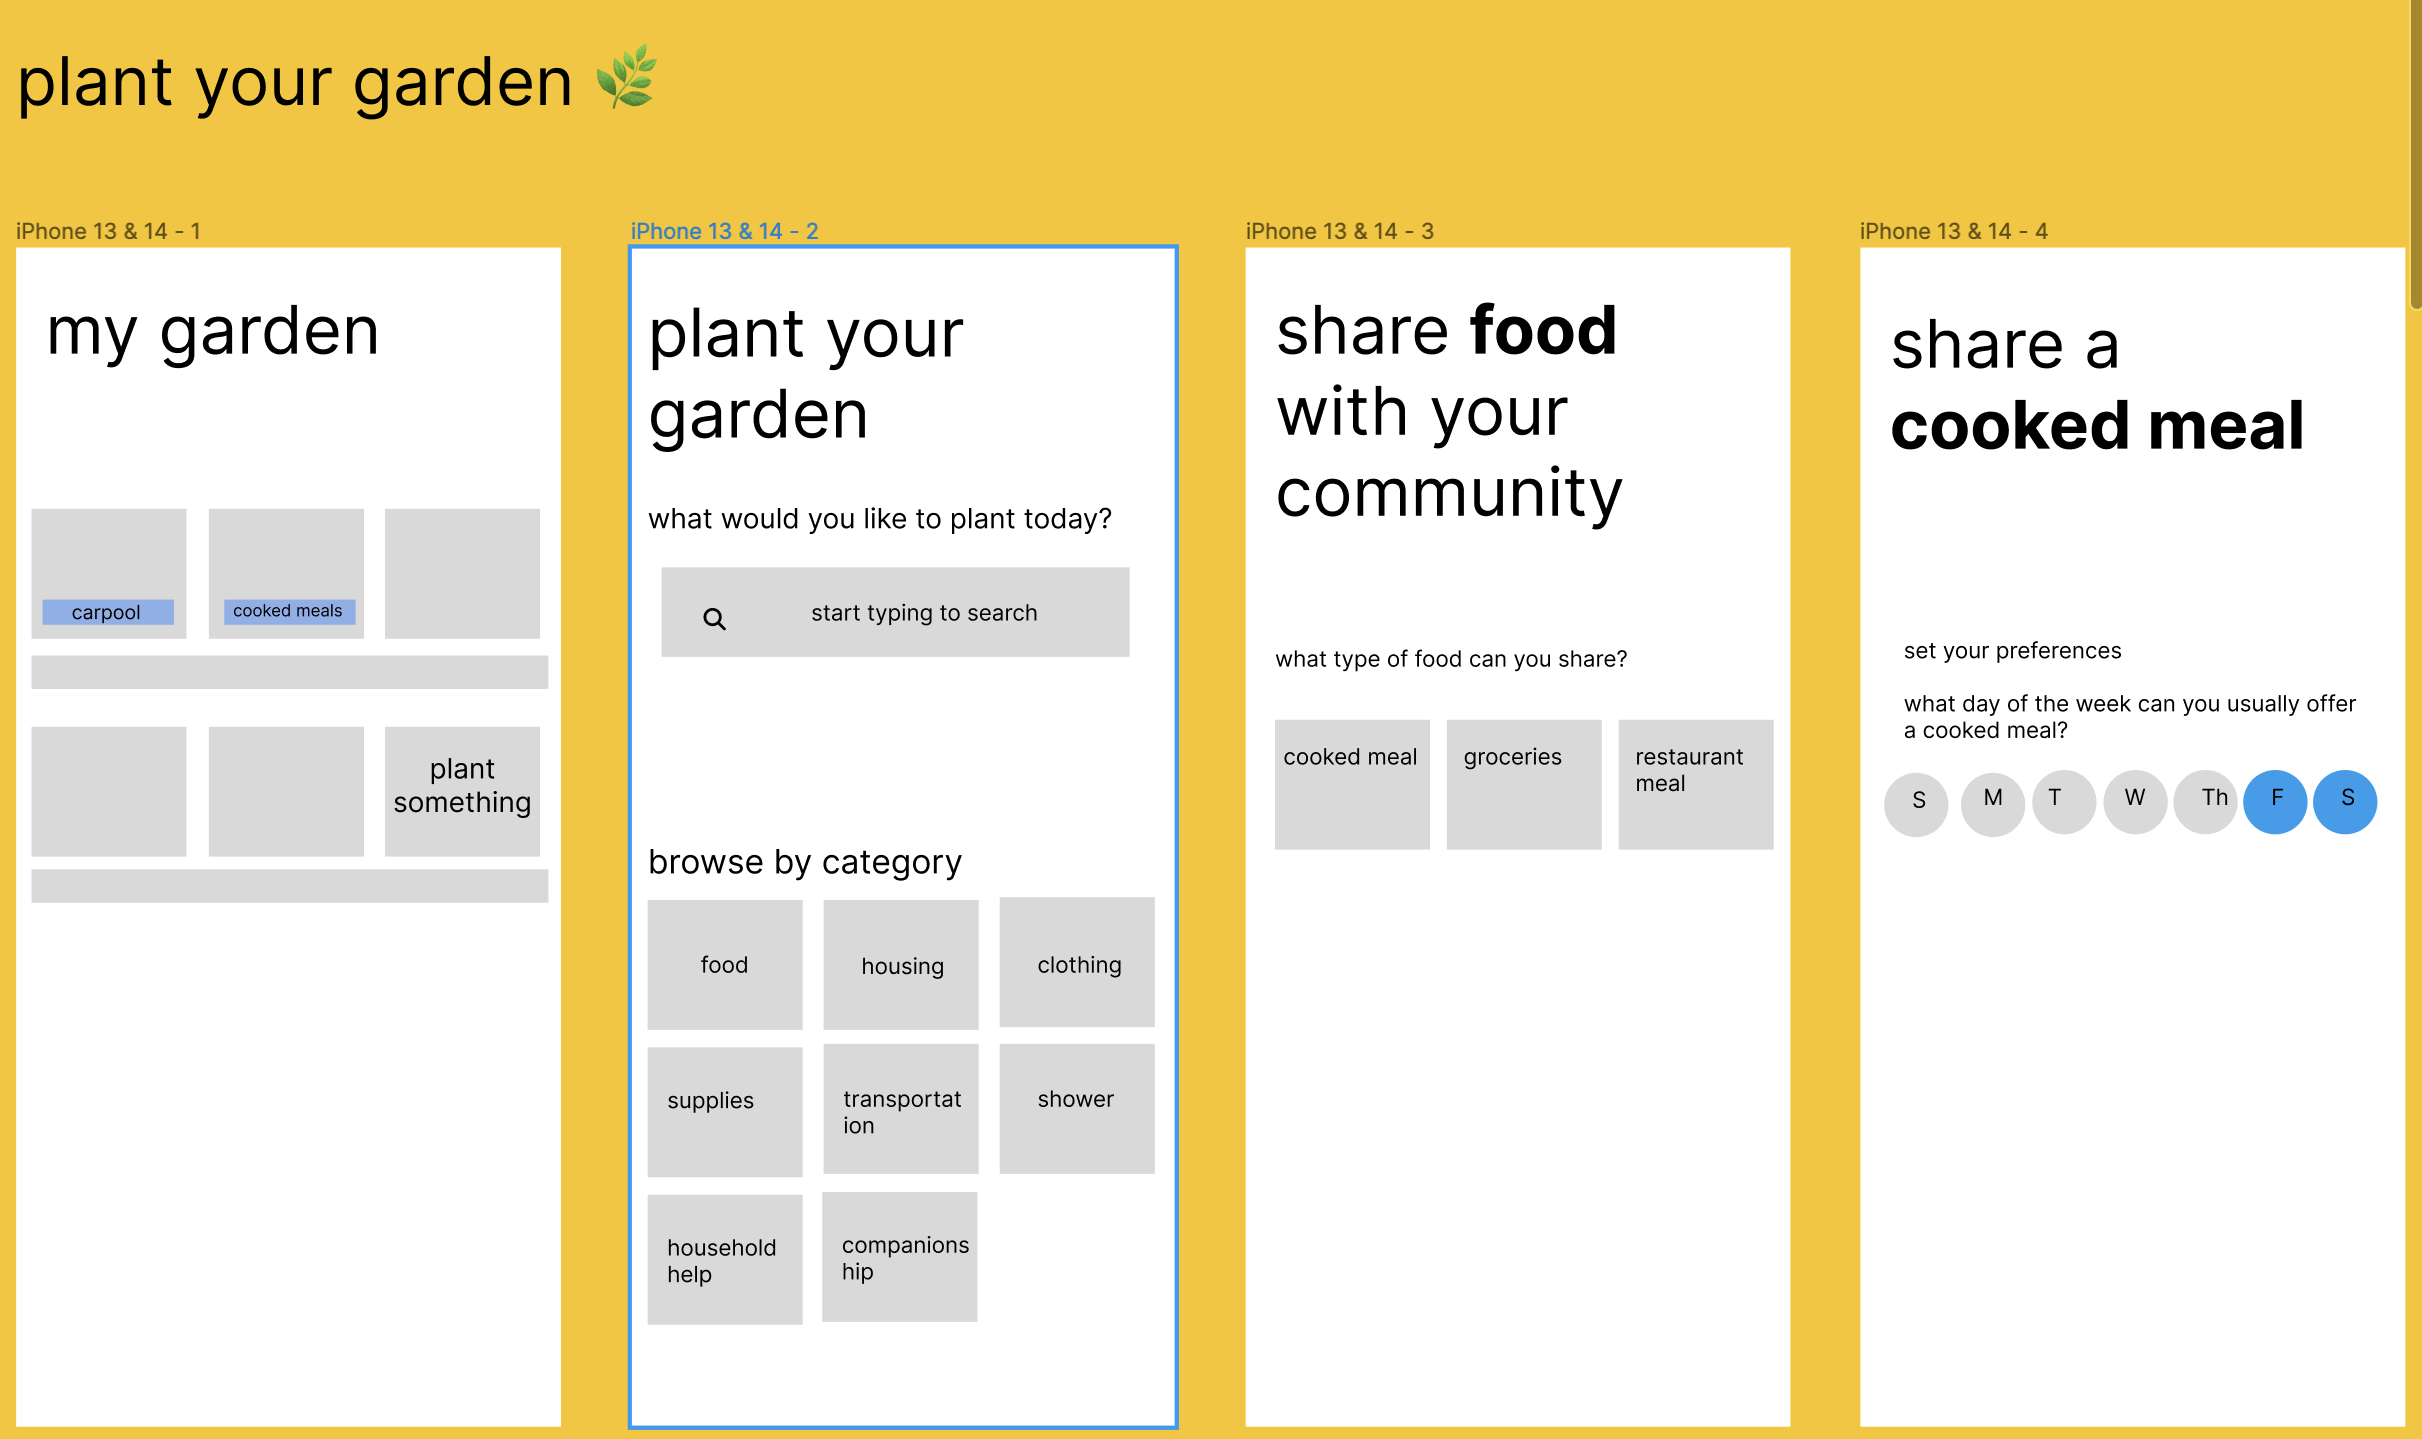 plant your garden 🌿
iPhone 13 & 14 - 1
my garden
carpool
cooked meals
plant
something
iPhone 13 & 14 - 2
plant your
garden
what would you like to plant today?
start typing to search
browse by category
food
housing
clothing
supplies
transportat
ion
shower
household
help
companions
hip
iPhone 13 & 14 - 3
share food
with your
community
what type of food can you share?
cooked meal
groceries
restaurant
meal
iPhone 13 & 14 - 4
share a
cooked meal
set your preferences
what day of the week can you usually offer
a cooked meal?
S M T W Th F S